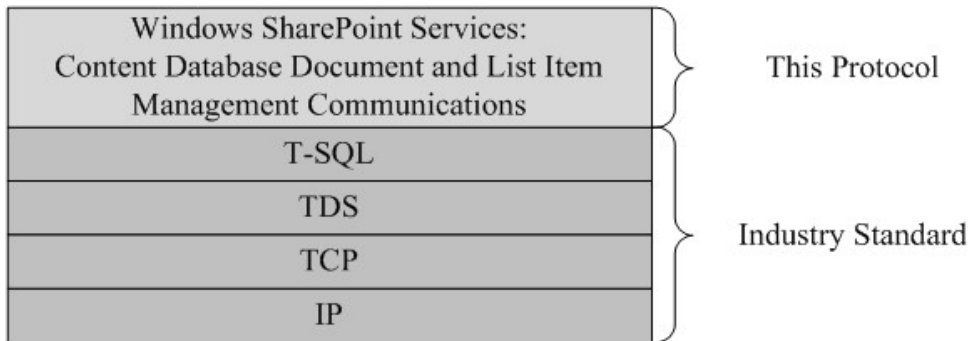 Windows SharePoint Services:
Content Database Document and List Item
Management Communications
This Protocol
T-SQL
TDS
TCP
IP
Industry Standard